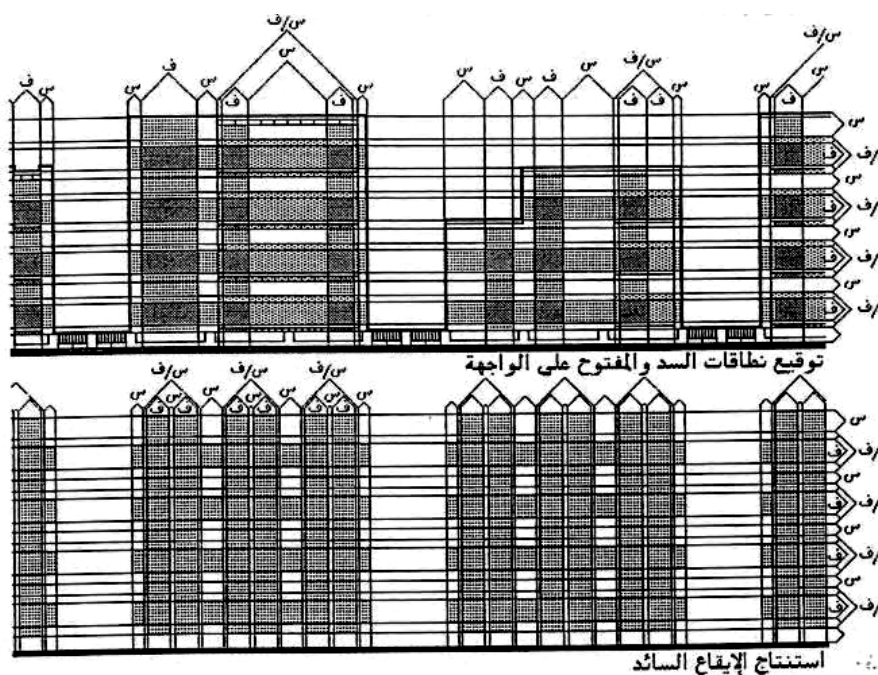 س/ف
س/ف
س/ف س
س س س س ف س ف س س س ف س س ف
ف ف ف ف ف
س
س/ف ف
س
س/ف ف
س
س/ف ف
س
س/ف ف
توقيع نطاقات السد والمفتوح على الواجهة
س/ف س/ف س/ف
س س س س س س س س
ف ف ف ف ف ف
س
س/ف ف
س
س/ف ف
س
س/ف ف
س
س/ف ف
استنتاج الإيقاع السائد